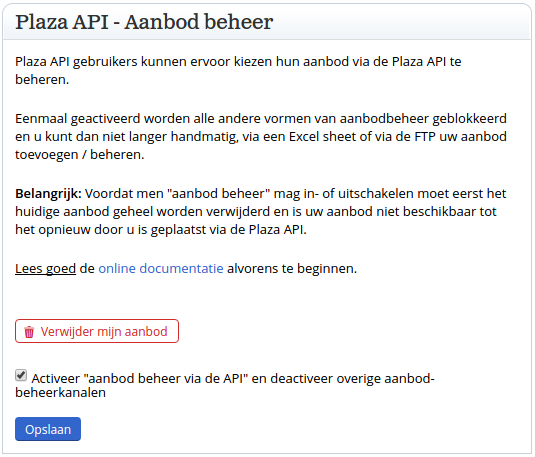 Plaza API - Aanbod beheer
Plaza API gebruikers kunnen ervoor kiezen hun aanbod via de Plaza API te
beheren.
Eenmaal geactiveerd worden alle andere vormen van aanbodbeheer geblokkeerd
en u kunt dan niet langer handmatig, via een Excel sheet of via de FTP uw aanbod
toevoegen / beheren.
Belangrijk: Voordat men "aanbod beheer" mag in- of uitschakelen moet eerst het
huidige aanbod geheel worden verwijderd en is uw aanbod niet beschikbaar tot
het opnieuw door u is geplaatst via de Plaza API.
Lees goed de online documentatie alvorens te beginnen.
Verwijder mijn aanbod
Activeer "aanbod beheer via de API" en deactiveer overige aanbod-
beheerkanalen
Opslaan